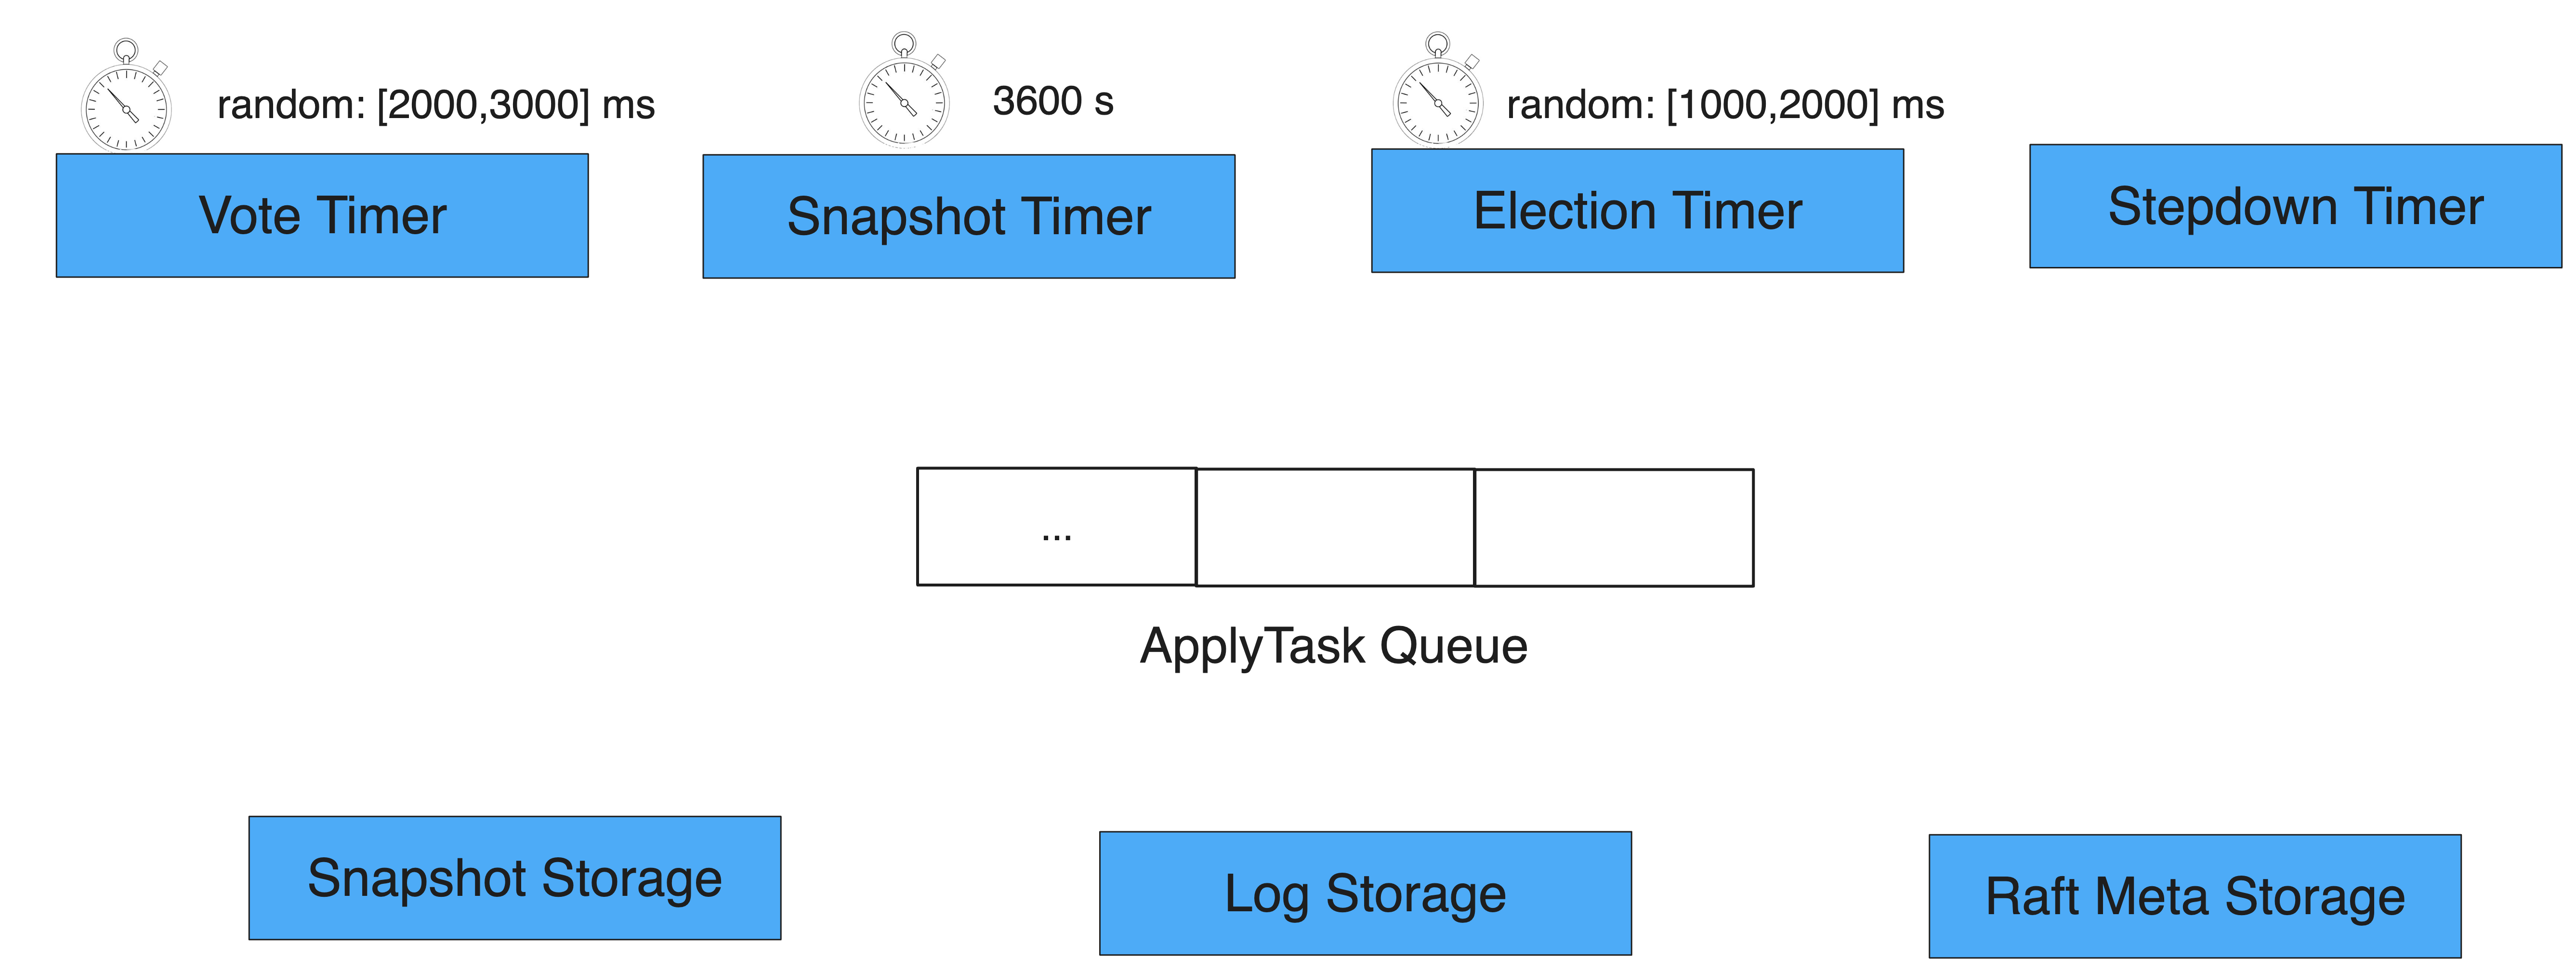 random: [2000,3000] ms
3600 s
random: [1000,2000] ms
Vote Timer
Snapshot Timer
Election Timer
Stepdown Timer
...
ApplyTask Queue
Snapshot Storage
Log Storage
Raft Meta Storage